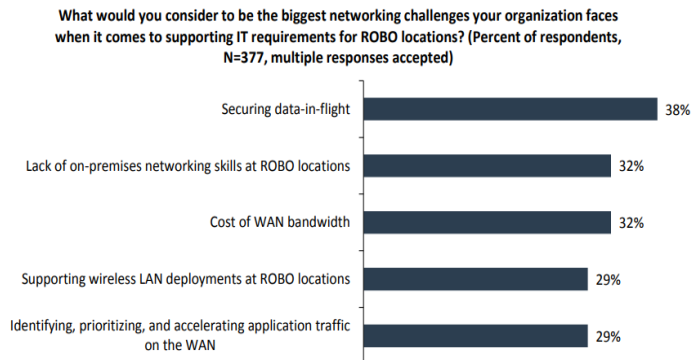 What would you consider to be the biggest networking challenges your organization faces
when it comes to supporting IT requirements for ROBO locations? (Percent of respondents,
N=377, multiple responses accepted)
Securing data-in-flight 38%
Lack of on-premises networking skills at ROBO locations 32%
Cost of WAN bandwidth 32%
Supporting wireless LAN deployments at ROBO locations 29%
Identifying, prioritizing, and accelerating application traffic
on the WAN 29%